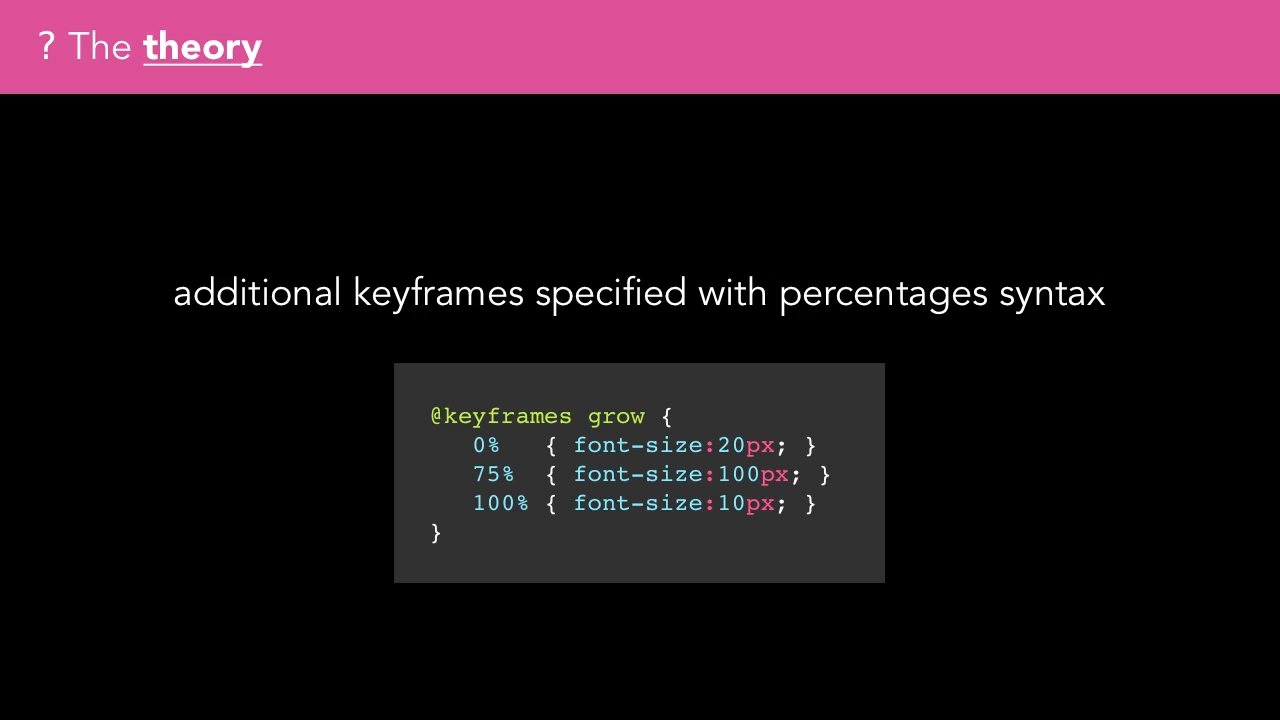 ? The theory
additional keyframes specified with percentages syntax
@keyframes grow {
   0%   { font-size:20px; }
   75%  { font-size:100px; }
   100% { font-size:10px; }
}